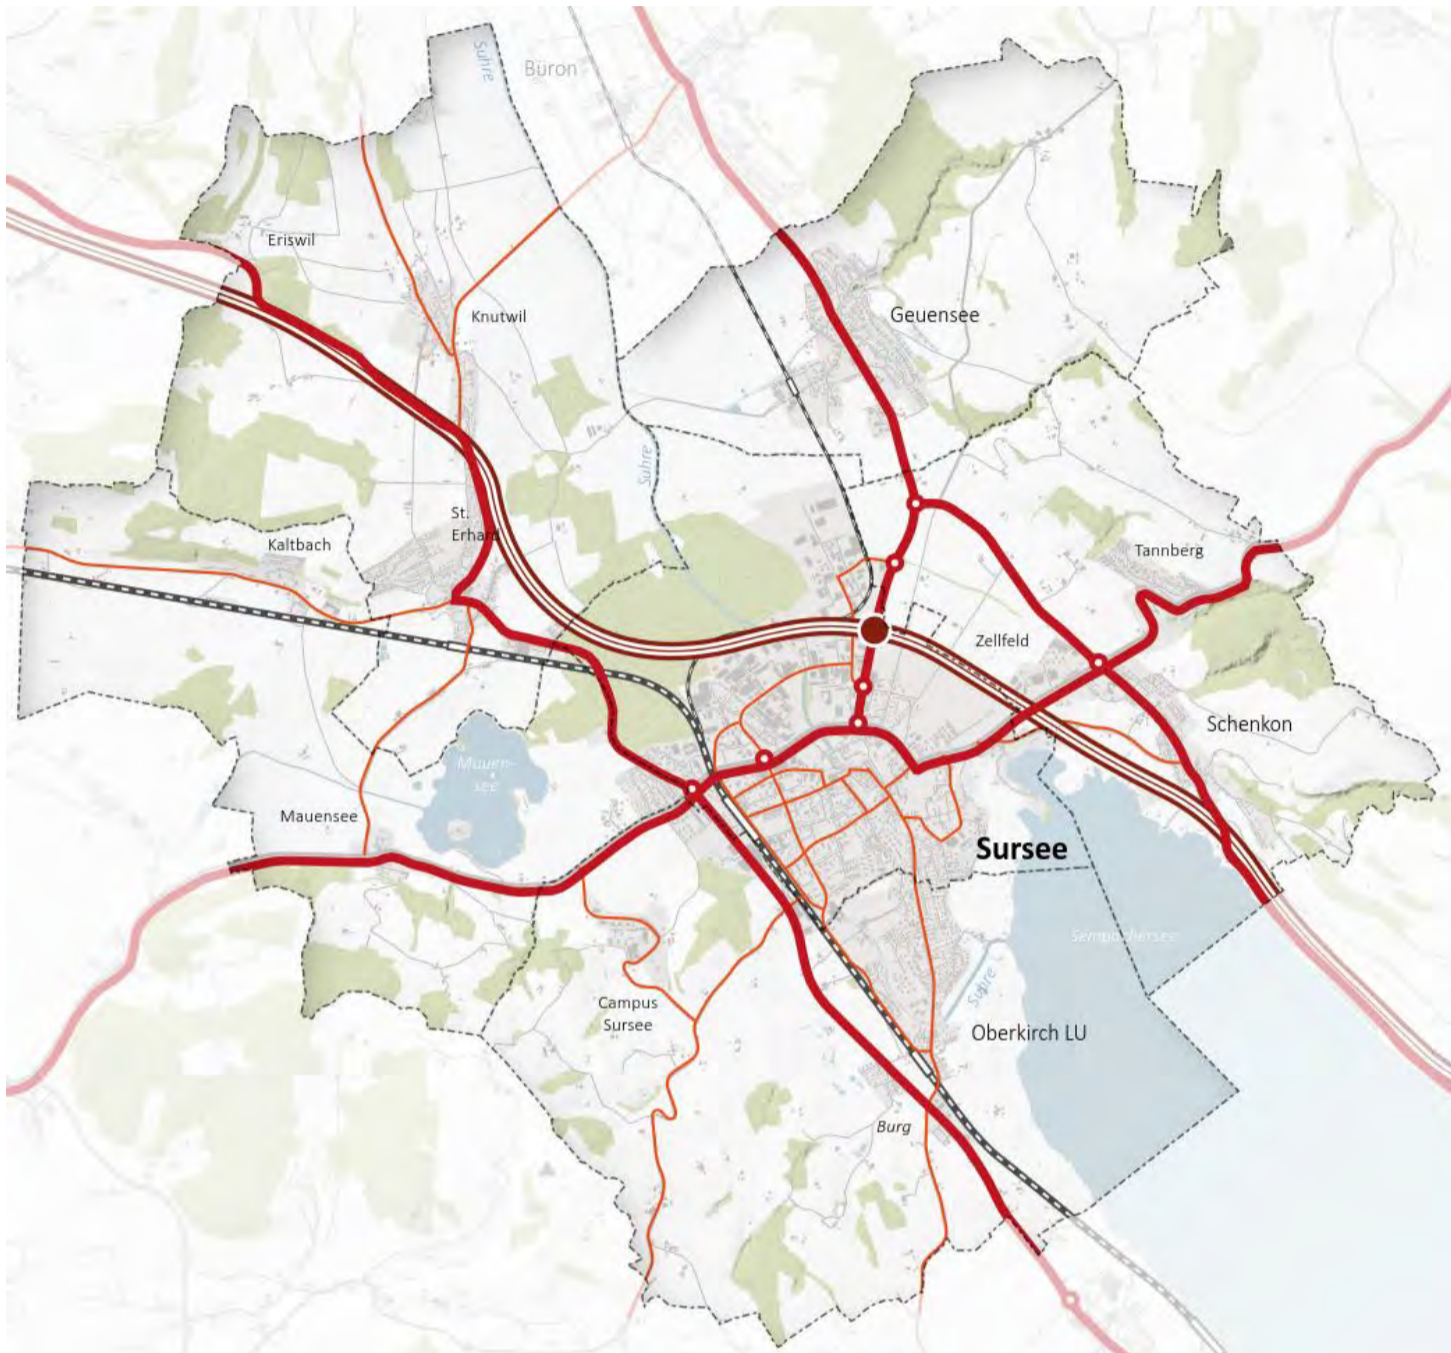 Suhre
Büron
Eriswil
Knutwil
Geuensee
Suhre
St.
Erhard
Kaltbach
Tannberg
Zellfeld
Schenkon
Mauen-
see
Mauensee
Sursee
Sempachersee
Suhre
Campus
Sursee
Oberkirch LU
Burg